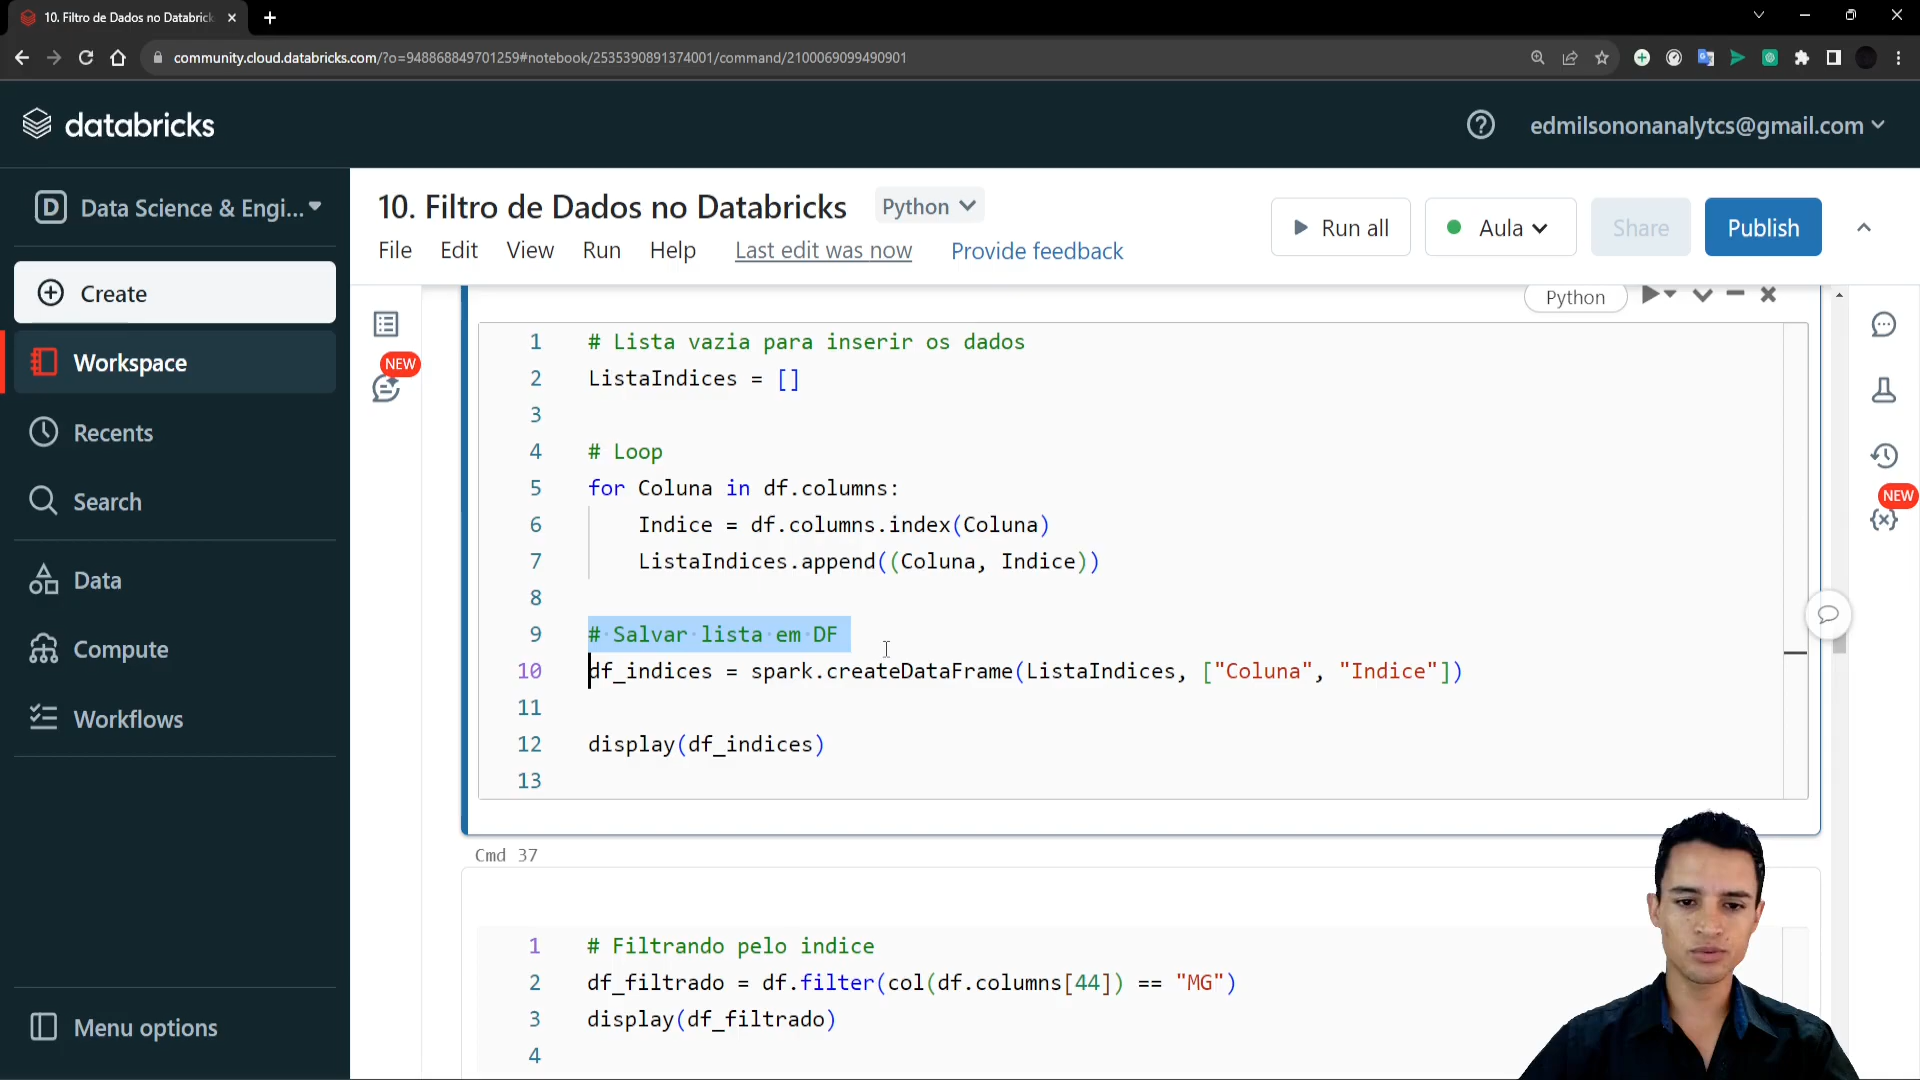 10. Filtro de Dados no Databrick
community.cloud.databricks.com/?o=948868849701259#notebook/2535390891374001/command/2100069099490901
databricks
edmilsononanalytcs@gmail.com
D Data Science & Engi...
Create
Workspace
Recents
Search
Data
Compute
Workflows
Menu options
10. Filtro de Dados no Databricks
Python
File Edit View Run Help Last edit was now Provide feedback
Run all
Aula
Share
Publish
NEW
NEW
Python
1 # Lista vazia para inserir os dados
2 ListaIndices = []
3
4 # Loop
5 for Coluna in df.columns:
6 Indice = df.columns.index(Coluna)
7 ListaIndices.append((Coluna, Indice))
8
9 # Salvar lista em DF
10 df_indices = spark.createDataFrame(ListaIndices, ["Coluna", "Indice"])
11
12 display(df_indices)
13
Cmd 37
1 # Filtrando pelo indice
2 df_filtrado = df.filter(col(df.columns[44]) == "MG")
3 display(df_filtrado)
4